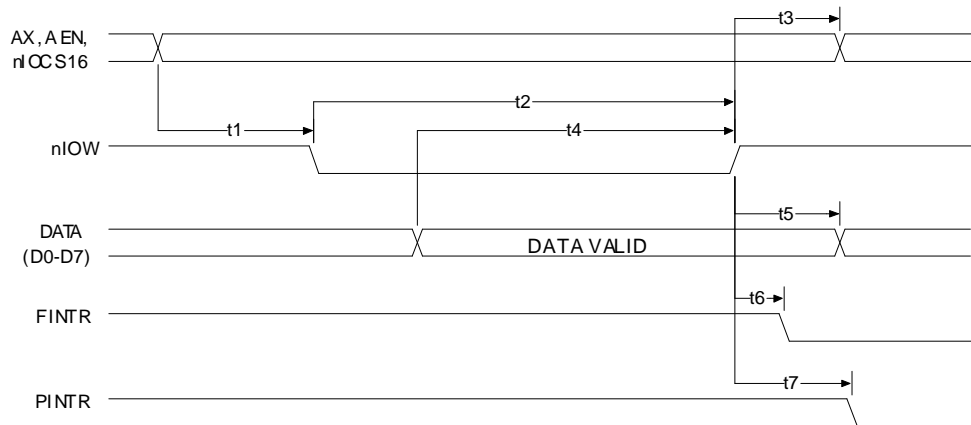 AX, AEN,
nIOCS16
t3
t2
t1
t4
nIOW
t5
DATA
(D0-D7)
DATA VALID
t6
FINTR
t7
PINTR